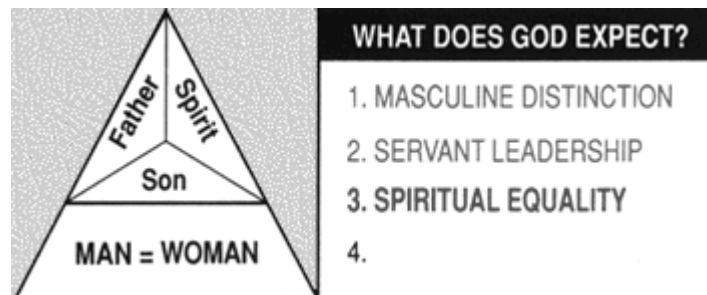 Father
Spirit
Son
MAN = WOMAN
WHAT DOES GOD EXPECT?
1. MASCULINE DISTINCTION
2. SERVANT LEADERSHIP
3. SPIRITUAL EQUALITY
4.